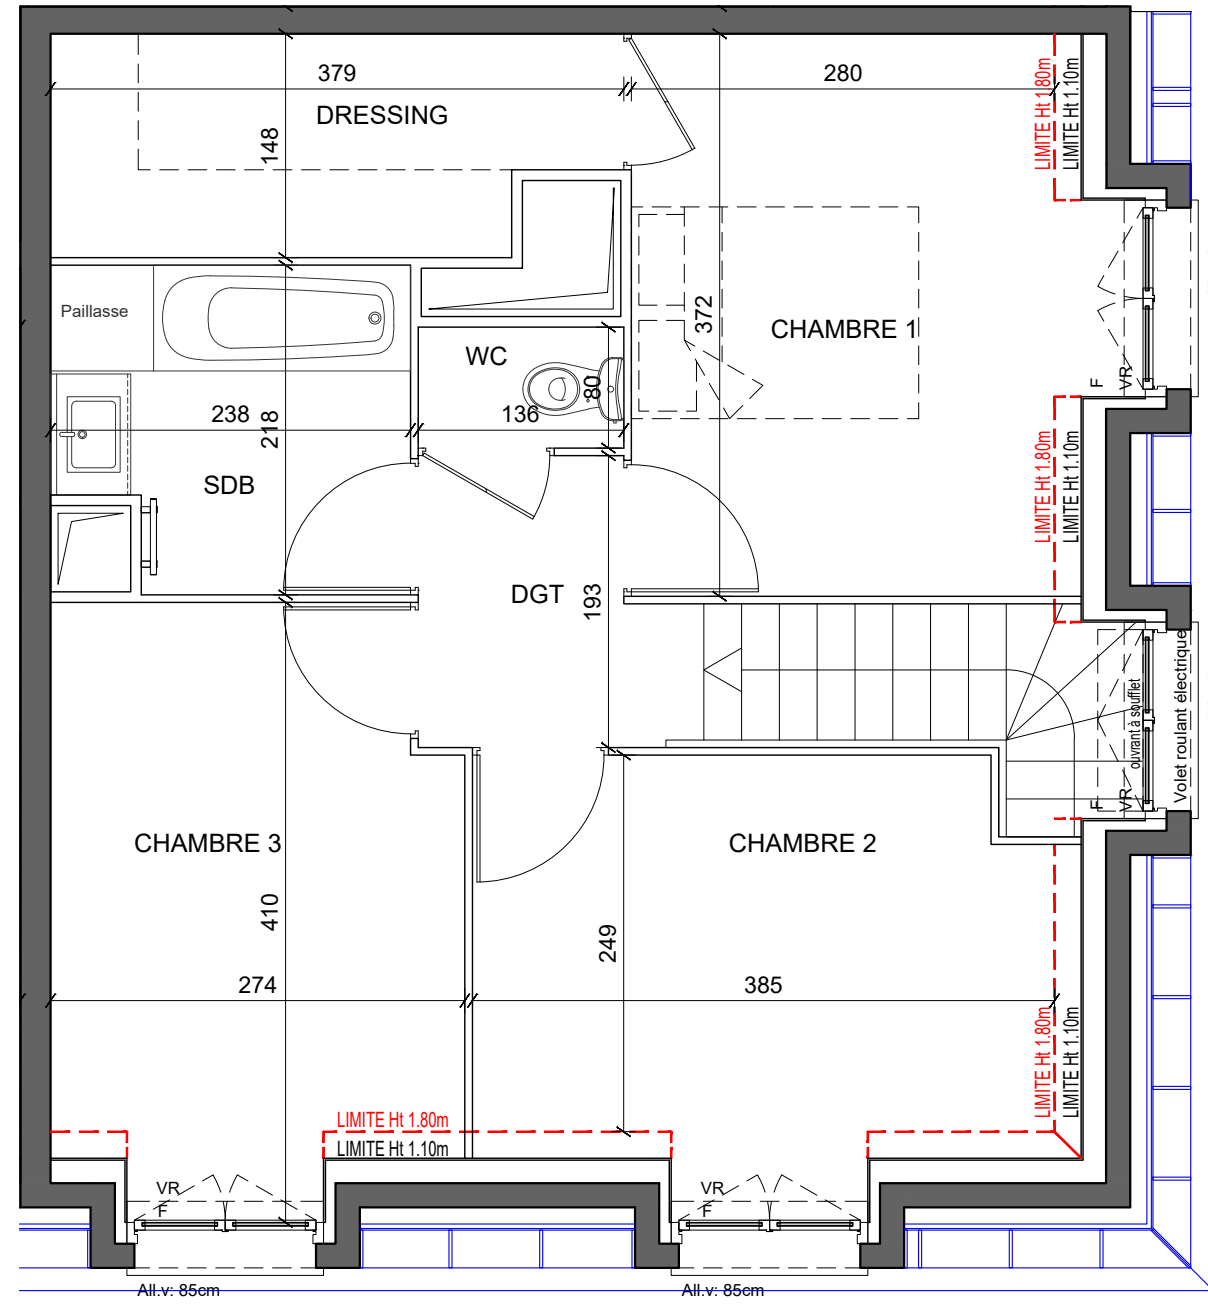 379
280
DRESSING
148
LIMITE Ht 1.80m
LIMITE Ht 1.10m
Paillasse
WC
372
CHAMBRE 1
80
F
VR
238
218
136
LIMITE Ht 1.80m
LIMITE Ht 1.10m
SDB
DGT
193
ouvrant à soufflet
Volet roulant électrique
F
VR
CHAMBRE 3
CHAMBRE 2
410
249
274
385
LIMITE Ht 1.80m
LIMITE Ht 1.10m
LIMITE Ht 1.80m
LIMITE Ht 1.10m
VR
F
VR
F
All.v: 85cm
All.v: 85cm